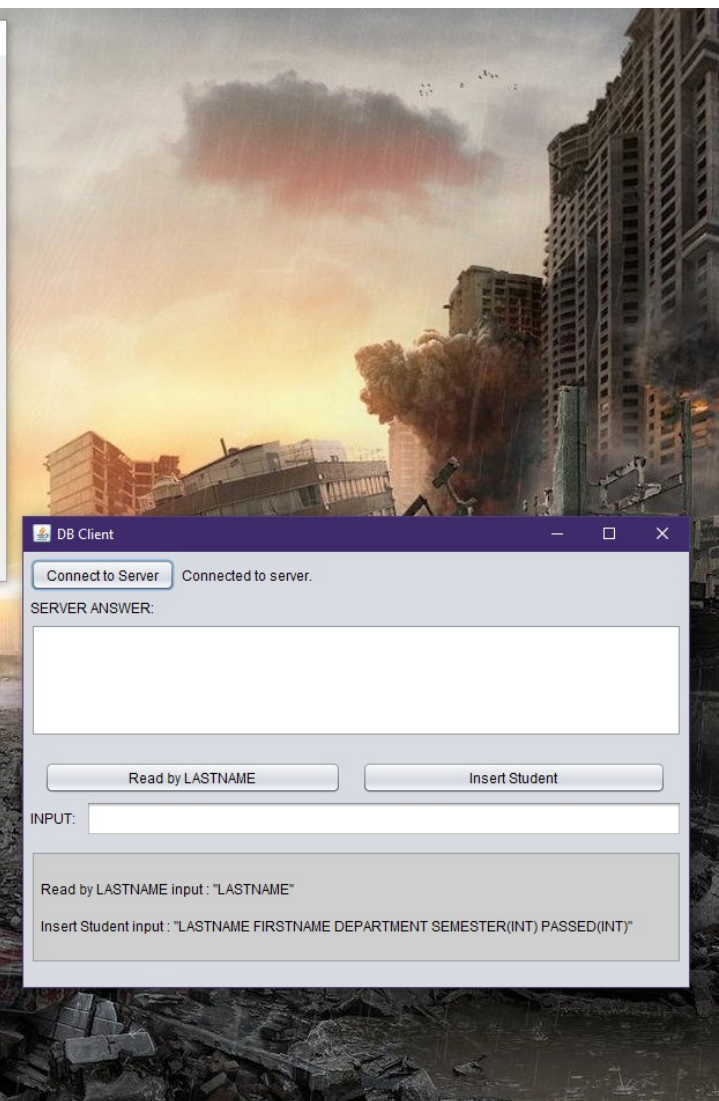 DB Client
Connect to Server Connected to server.
SERVER ANSWER:
Read by LASTNAME Insert Student
INPUT:
Read by LASTNAME input : "LASTNAME"
Insert Student input : "LASTNAME FIRSTNAME DEPARTMENT SEMESTER(INT) PASSED(INT)"